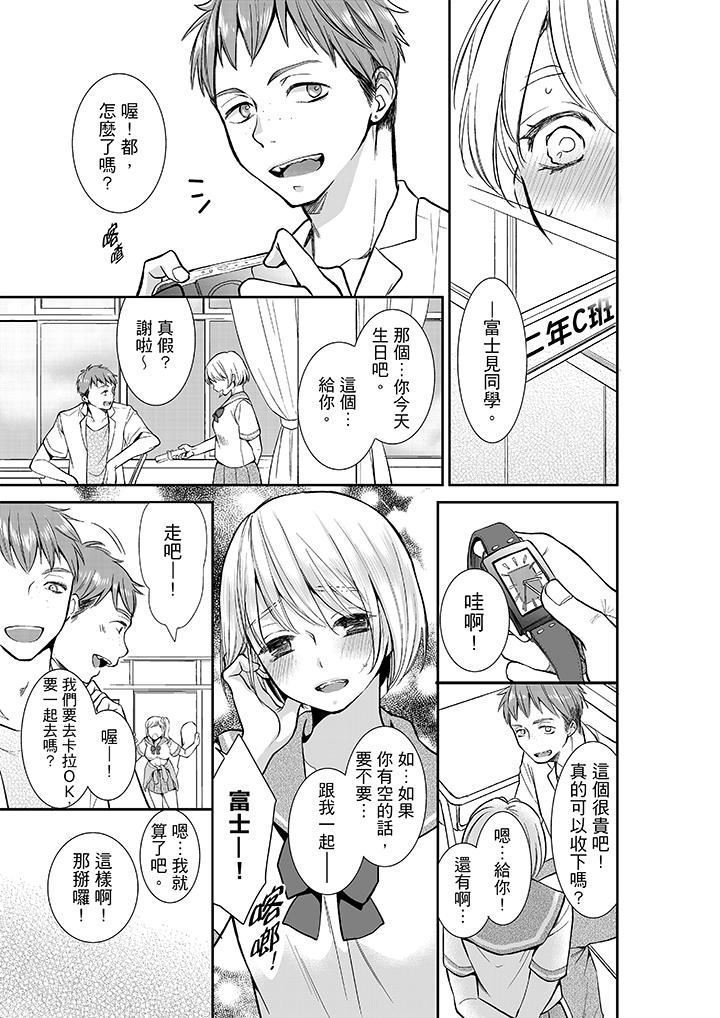 二年C班
—富士見同學。
喔！都，
怎麼了嗎？
喀喳
那個…你今天
生日吧。
這個…
給你。
真假？
謝啦～
哇啊！
這個很貴吧！
真的可以收下嗎？
嗯…給你！
還有啊…
如…如果
你有空的話，
要不要…
跟我一起—
富士—！
喀啷！
走吧—！
喔—！
我們要去卡拉OK，
要一起去嗎？
嗯…我就
算了吧。
這樣啊！
那掰囉！